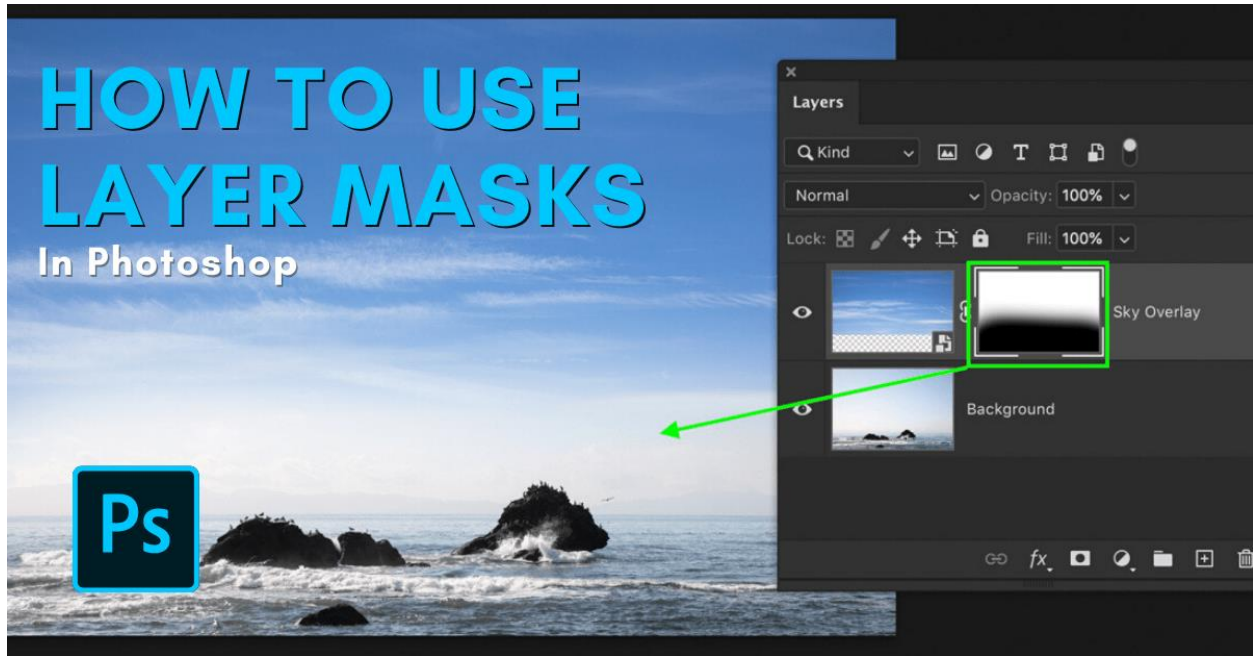 HOW TO USE
LAYER MASKS
In Photoshop
Ps
Layers
Kind
Normal
Opacity: 100%
Lock:
Fill: 100%
Sky Overlay
Background
fx